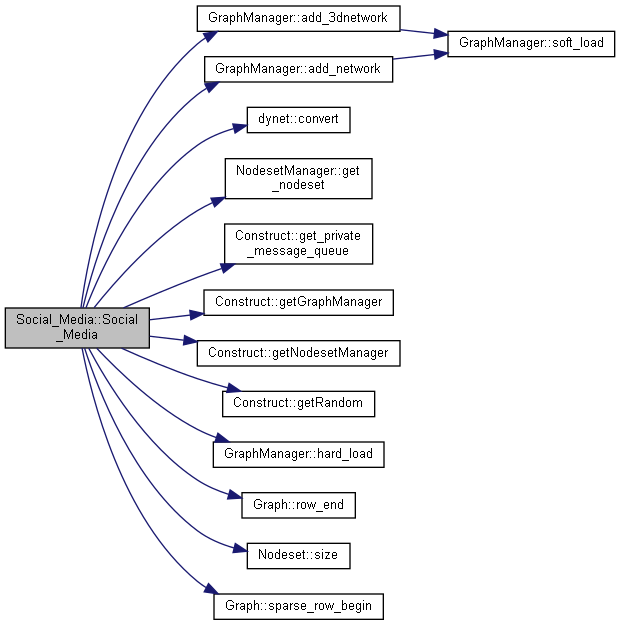 GraphManager::add_3dnetwork
GraphManager::soft_load
GraphManager::add_network
dynet::convert
NodesetManager::get
_nodeset
Construct::get_private
_message_queue
Construct::getGraphManager
Social_Media::Social
_Media
Construct::getNodesetManager
Construct::getRandom
GraphManager::hard_load
Graph::row_end
Nodeset::size
Graph::sparse_row_begin